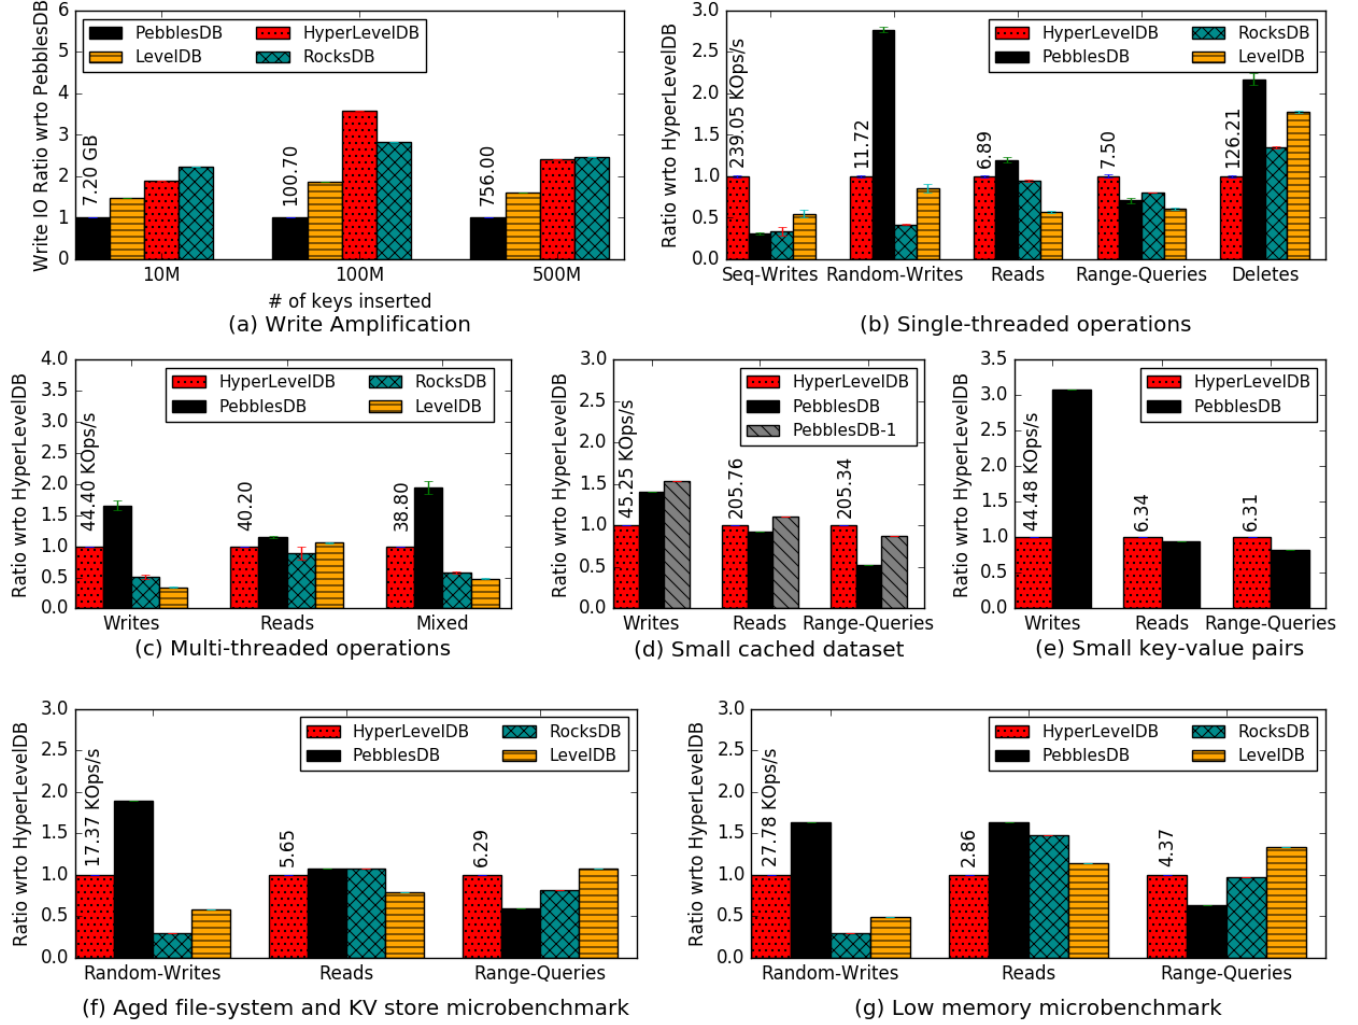 Write IO Ratio wrto PebblesDB
6
5
4
3
2
1
0
PebblesDB
LevelDB
HyperLevelDB
RocksDB
7.20 GB
100.70
756.00
10M
100M
500M
# of keys inserted
(a) Write Amplification
Ratio wrto HyperLevelDB
3.0
2.5
2.0
1.5
1.0
0.5
0.0
HyperLevelDB
PebblesDB
RocksDB
LevelDB
239.05 KOps/s
11.72
6.89
7.50
126.21
Seq-Writes
Random-Writes
Reads
Range-Queries
Deletes
(b) Single-threaded operations
Ratio wrto HyperLevelDB
4.0
3.5
3.0
2.5
2.0
1.5
1.0
0.5
0.0
HyperLevelDB
PebblesDB
RocksDB
LevelDB
44.40 KOps/s
40.20
38.80
Writes
Reads
Mixed
(c) Multi-threaded operations
Ratio wrto HyperLevelDB
3.0
2.5
2.0
1.5
1.0
0.5
0.0
HyperLevelDB
PebblesDB
PebblesDB-1
45.25 KOps/s
205.76
205.34
Writes
Reads
Range-Queries
(d) Small cached dataset
Ratio wrto HyperLevelDB
3.5
3.0
2.5
2.0
1.5
1.0
0.5
0.0
HyperLevelDB
PebblesDB
44.48 KOps/s
6.34
6.31
Writes
Reads
Range-Queries
(e) Small key-value pairs
Ratio wrto HyperLevelDB
3.0
2.5
2.0
1.5
1.0
0.5
0.0
HyperLevelDB
PebblesDB
RocksDB
LevelDB
17.37 KOps/s
5.65
6.29
Random-Writes
Reads
Range-Queries
(f) Aged file-system and KV store microbenchmark
Ratio wrto HyperLevelDB
3.0
2.5
2.0
1.5
1.0
0.5
0.0
HyperLevelDB
PebblesDB
RocksDB
LevelDB
27.78 KOps/s
2.86
4.37
Random-Writes
Reads
Range-Queries
(g) Low memory microbenchmark